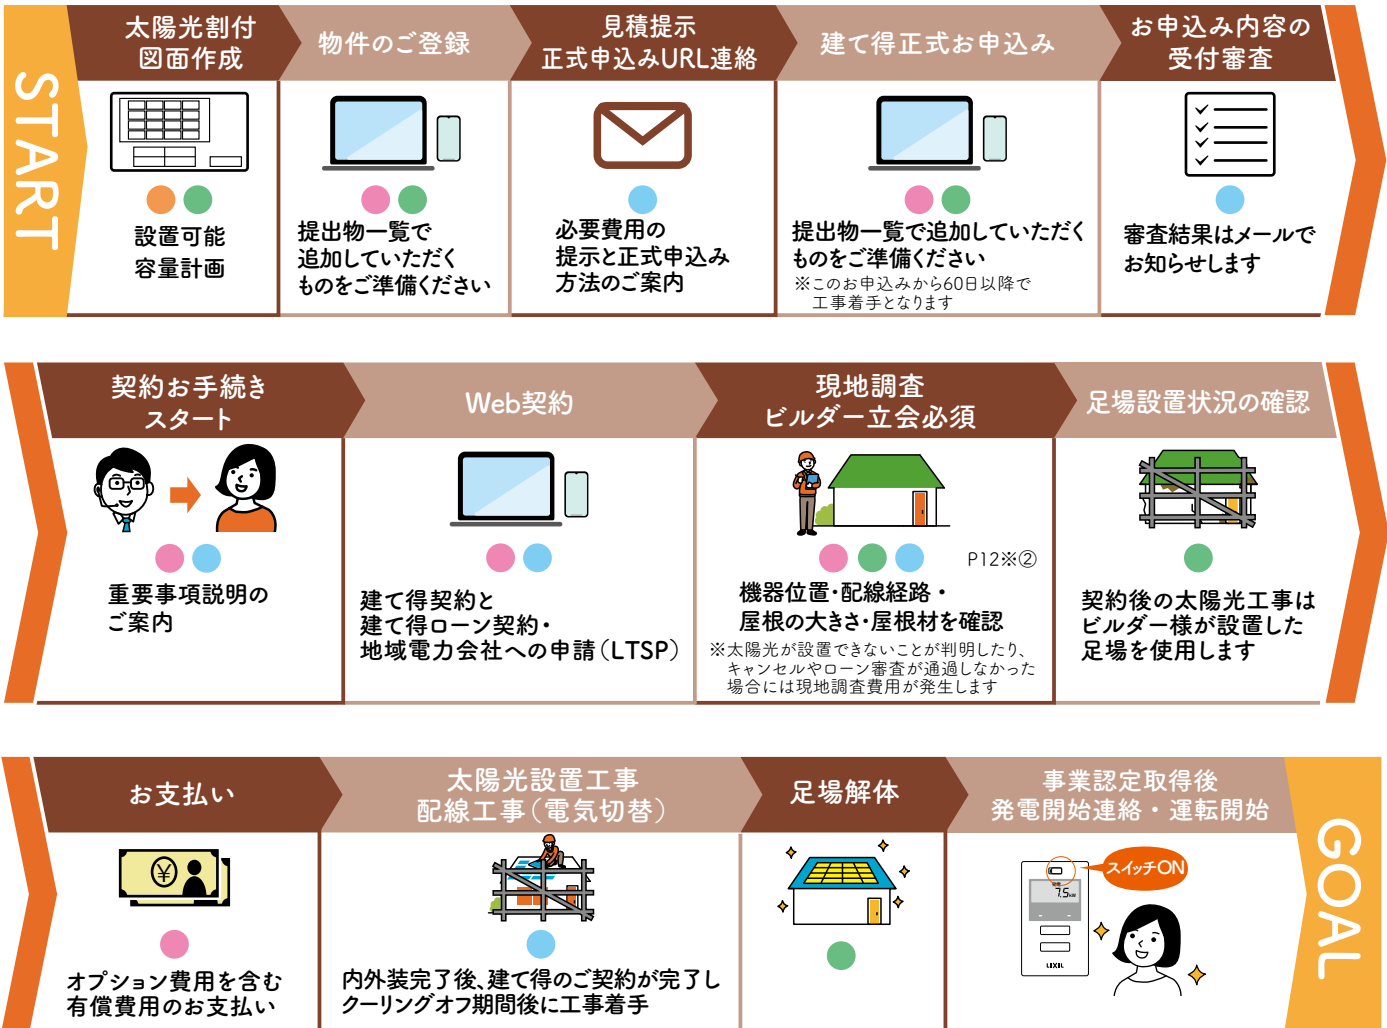 START
太陽光割付
図面作成
設置可能
容量計画
物件のご登録
提出物一覧で
追加していただく
ものをご準備ください
見積提示
正式申込みURL連絡
必要費用の
提示と正式申込み
方法のご案内
建て得正式お申込み
提出物一覧で追加していただく
ものをご準備ください
※このお申込みから60日以降で
工事着手となります
お申込み内容の
受付審査
審査結果はメールで
お知らせします
契約お手続き
スタート
重要事項説明の
ご案内
Web契約
建て得契約と
建て得ローン契約・
地域電力会社への申請（LTSP）
現地調査
ビルダー立会必須
P12※②
機器位置・配線経路・
屋根の大きさ・屋根材を確認
※太陽光が設置できないことが判明したり、
キャンセルやローン審査が通過しなかった
場合には現地調査費用が発生します
足場設置状況の確認
契約後の太陽光工事は
ビルダー様が設置した
足場を使用します
お支払い
オプション費用を含む
有償費用のお支払い
太陽光設置工事
配線工事（電気切替）
内外装完了後、建て得のご契約が完了し
クーリングオフ期間後に工事着手
足場解体
事業認定取得後
発電開始連絡・運転開始
スイッチON
7.5kW
LIXIL
GOAL